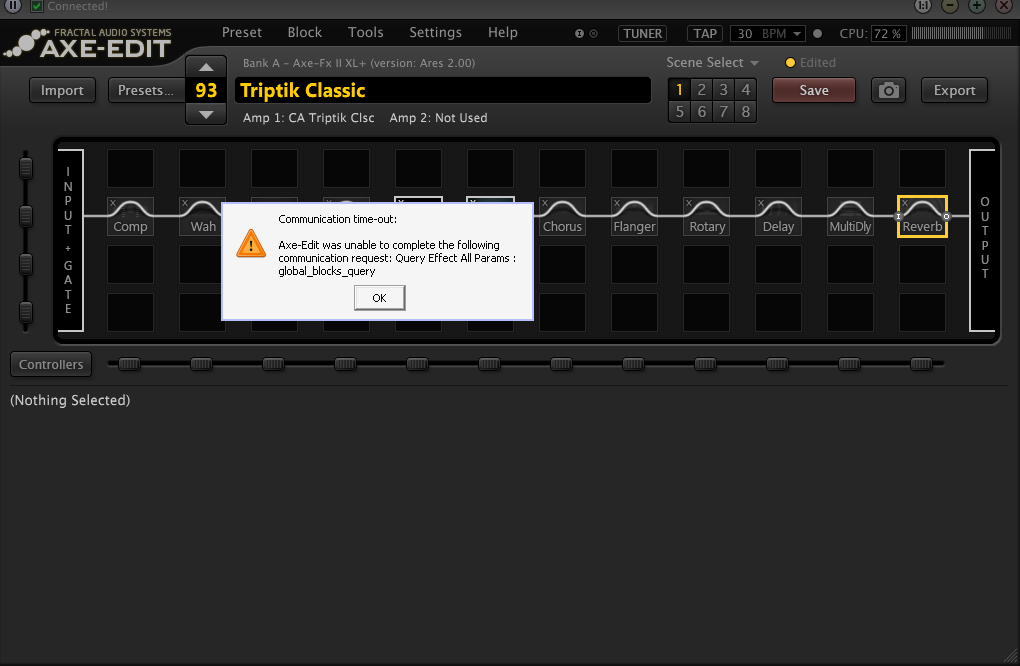 Connected!
1:1
FRACTAL AUDIO SYSTEMS
AXE-EDIT
Preset Block Tools Settings Help
TUNER TAP 30 BPM CPU: 72 %
Bank A – Axe-Fx II XL+ (version: Ares 2.00)
Scene Select
Edited
Import Presets... 93 Triptik Classic
1 2 3 4
5 6 7 8
Save Export
Amp 1: CA Triptik Clsc Amp 2: Not Used
INPUT + GATE
X Comp
X Wah
X Chorus
X Flanger
X Rotary
X Delay
X MultiDly
X Reverb
I O
OUTPUT
Communication time-out:
Axe-Edit was unable to complete the following
communication request: Query Effect All Params :
global_blocks_query
OK
Controllers
(Nothing Selected)